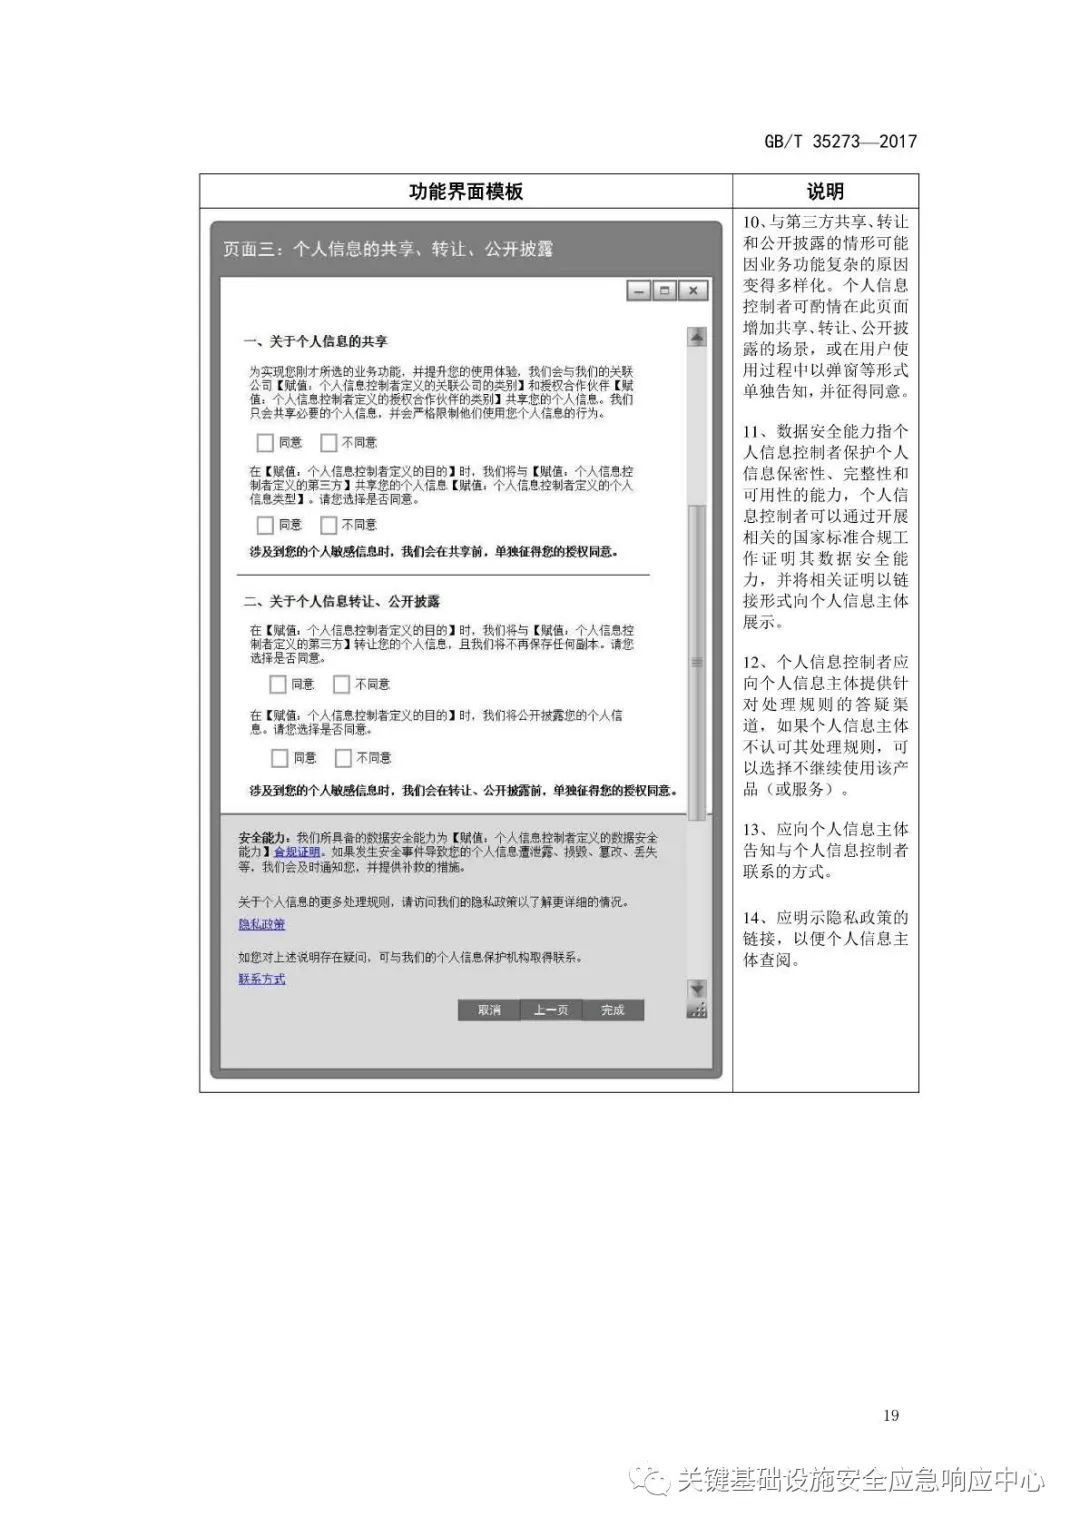 GB/T 35273—2017
功能界面模板
说明
页面三：个人信息的共享、转让、公开披露
一、关于个人信息的共享
为实现您刚才所选的业务功能，并提升您的使用体验，我们会与我们的关联
公司【赋值：个人信息控制者定义的关联公司的类别】和授权合作伙伴【赋
值：个人信息控制者定义的授权合作伙伴的类别】共享您的个人信息。我们
只会共享必要的个人信息，并会严格限制他们使用您个人信息的行为。
同意 不同意
在【赋值：个人信息控制者定义的目的】时，我们将与【赋值：个人信息控
制者定义的第三方】共享您的个人信息【赋值：个人信息控制者定义的个人
信息类型】。请您选择是否同意。
同意 不同意
涉及到您的个人敏感信息时，我们会在共享前，单独征得您的授权同意。
二、关于个人信息转让、公开披露
在【赋值：个人信息控制者定义的目的】时，我们将与【赋值：个人信息控
制者定义的第三方】转让您的个人信息，且我们将不再保存任何副本。请您
选择是否同意。
同意 不同意
在【赋值：个人信息控制者定义的目的】时，我们将公开披露您的个人信
息。请您选择是否同意。
同意 不同意
涉及到您的个人敏感信息时，我们会在转让、公开披露前，单独征得您的授权同意。
安全能力：我们所具备的数据安全能力为【赋值：个人信息控制者定义的数据安全
能力】合规证明。如果发生安全事件导致您的个人信息遭泄露、损毁、篡改、丢失
等，我们会及时通知您，并提供补救的措施。
关于个人信息的更多处理规则，请访问我们的隐私政策以了解更详细的情况。
隐私政策
如您对上述说明存在疑问，可与我们的个人信息保护机构取得联系。
联系方式
取消 上一页 完成
10、与第三方共享、转让
和公开披露的情形可能
因业务功能复杂的原因
变得多样化。个人信息
控制者可酌情在此页面
增加共享、转让、公开披
露的场景，或在用户使
用过程中以弹窗等形式
单独告知，并征得同意。
11、数据安全能力指个
人信息控制者保护个人
信息保密性、完整性和
可用性的能力，个人信
息控制者可以通过开展
相关的国家标准合规工
作证明其数据安全能
力，并将相关证明以链
接形式向个人信息主体
展示。
12、个人信息控制者应
向个人信息主体提供针
对处理规则的答疑渠
道，如果个人信息主体
不认可其处理规则，可
以选择不继续使用该产
品（或服务）。
13、应向个人信息主体
告知与个人信息控制者
联系的方式。
14、应明示隐私政策的
链接，以便个人信息主
体查阅。
19
关键基础设施安全应急响应中心